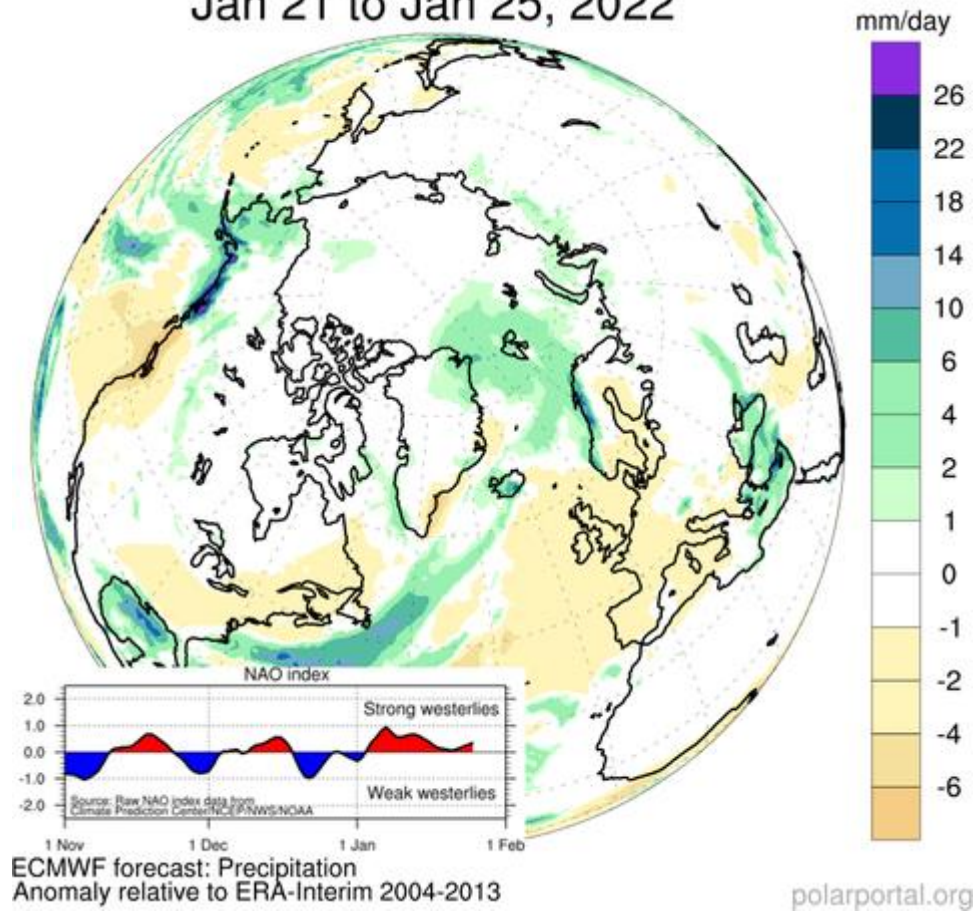 Jan 21 to Jan 25, 2022
mm/day
26
22
18
14
10
6
4
2
1
0
-1
-2
-4
-6
NAO index
2.0
1.0
0.0
-1.0
-2.0
Strong westerlies
Weak westerlies
Source: Raw NAO index data from
Climate Prediction Center/NCEP/NWS/NOAA
1 Nov
1 Dec
1 Jan
1 Feb
ECMWF forecast: Precipitation
Anomaly relative to ERA-Interim 2004-2013
polarportal.org